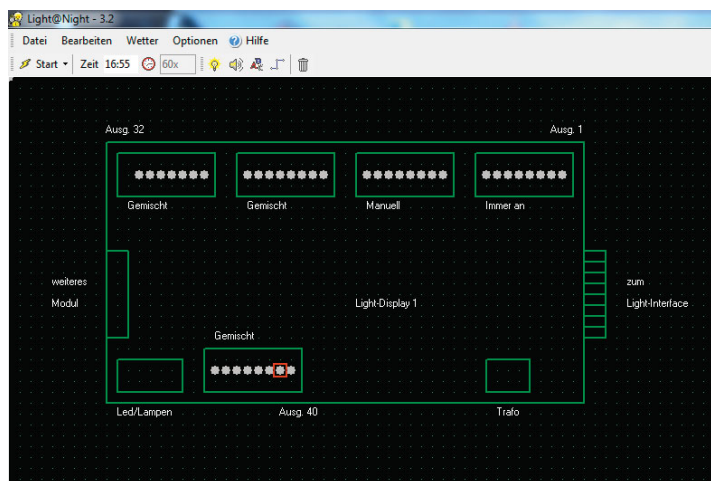 Light@Night - 3.2
Datei Bearbeiten Wetter Optionen Hilfe
Start Zeit 16:55 60x
Ausg. 32 Ausg. 1
Gemischt Gemischt Manuell Immer an
weiteres zum
Modul Light-Display 1 Light-Interface
Gemischt
Led/Lampen Ausg. 40 Trafo